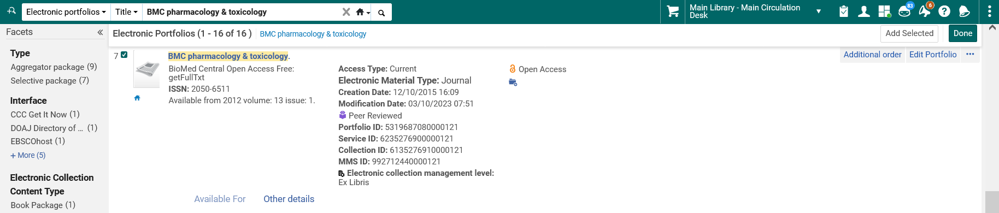 Electronic portfolios Title BMC pharmacology & toxicology
Main Library - Main Circulation
Desk
83
6
Facets
Electronic Portfolios (1 - 16 of 16 ) BMC pharmacology & toxicology
Add Selected Done
Type
Aggregator package (9)
Selective package (7)
Interface
CCC Get It Now (1)
DOAJ Directory of ... (1)
EBSCOhost (1)
+ More (5)
Electronic Collection
Content Type
Book Package (1)
7
BMC pharmacology & toxicology.
BioMed Central Open Access Free:
getFullTxt
ISSN: 2050-6511
Available from 2012 volume: 13 issue: 1.
Access Type: Current
Electronic Material Type: Journal
Creation Date: 12/10/2015 16:09
Modification Date: 03/10/2023 07:51
Peer Reviewed
Portfolio ID: 5319687080000121
Service ID: 6235276900000121
Collection ID: 6135276910000121
MMS ID: 992712440000121
Electronic collection management level:
Ex Libris
Open Access
Additional order Edit Portfolio
Available For Other details